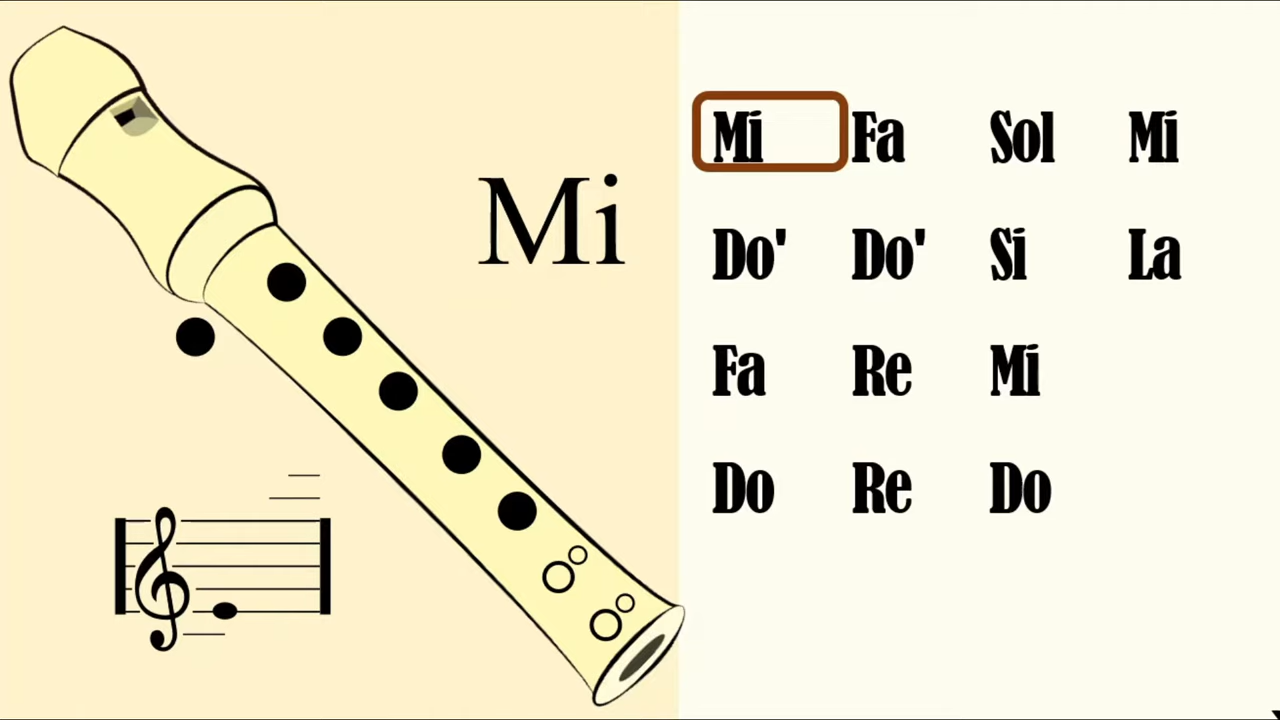 Mi
Mi Fa Sol Mi
Do' Do' Si La
Fa Re Mi
Do Re Do